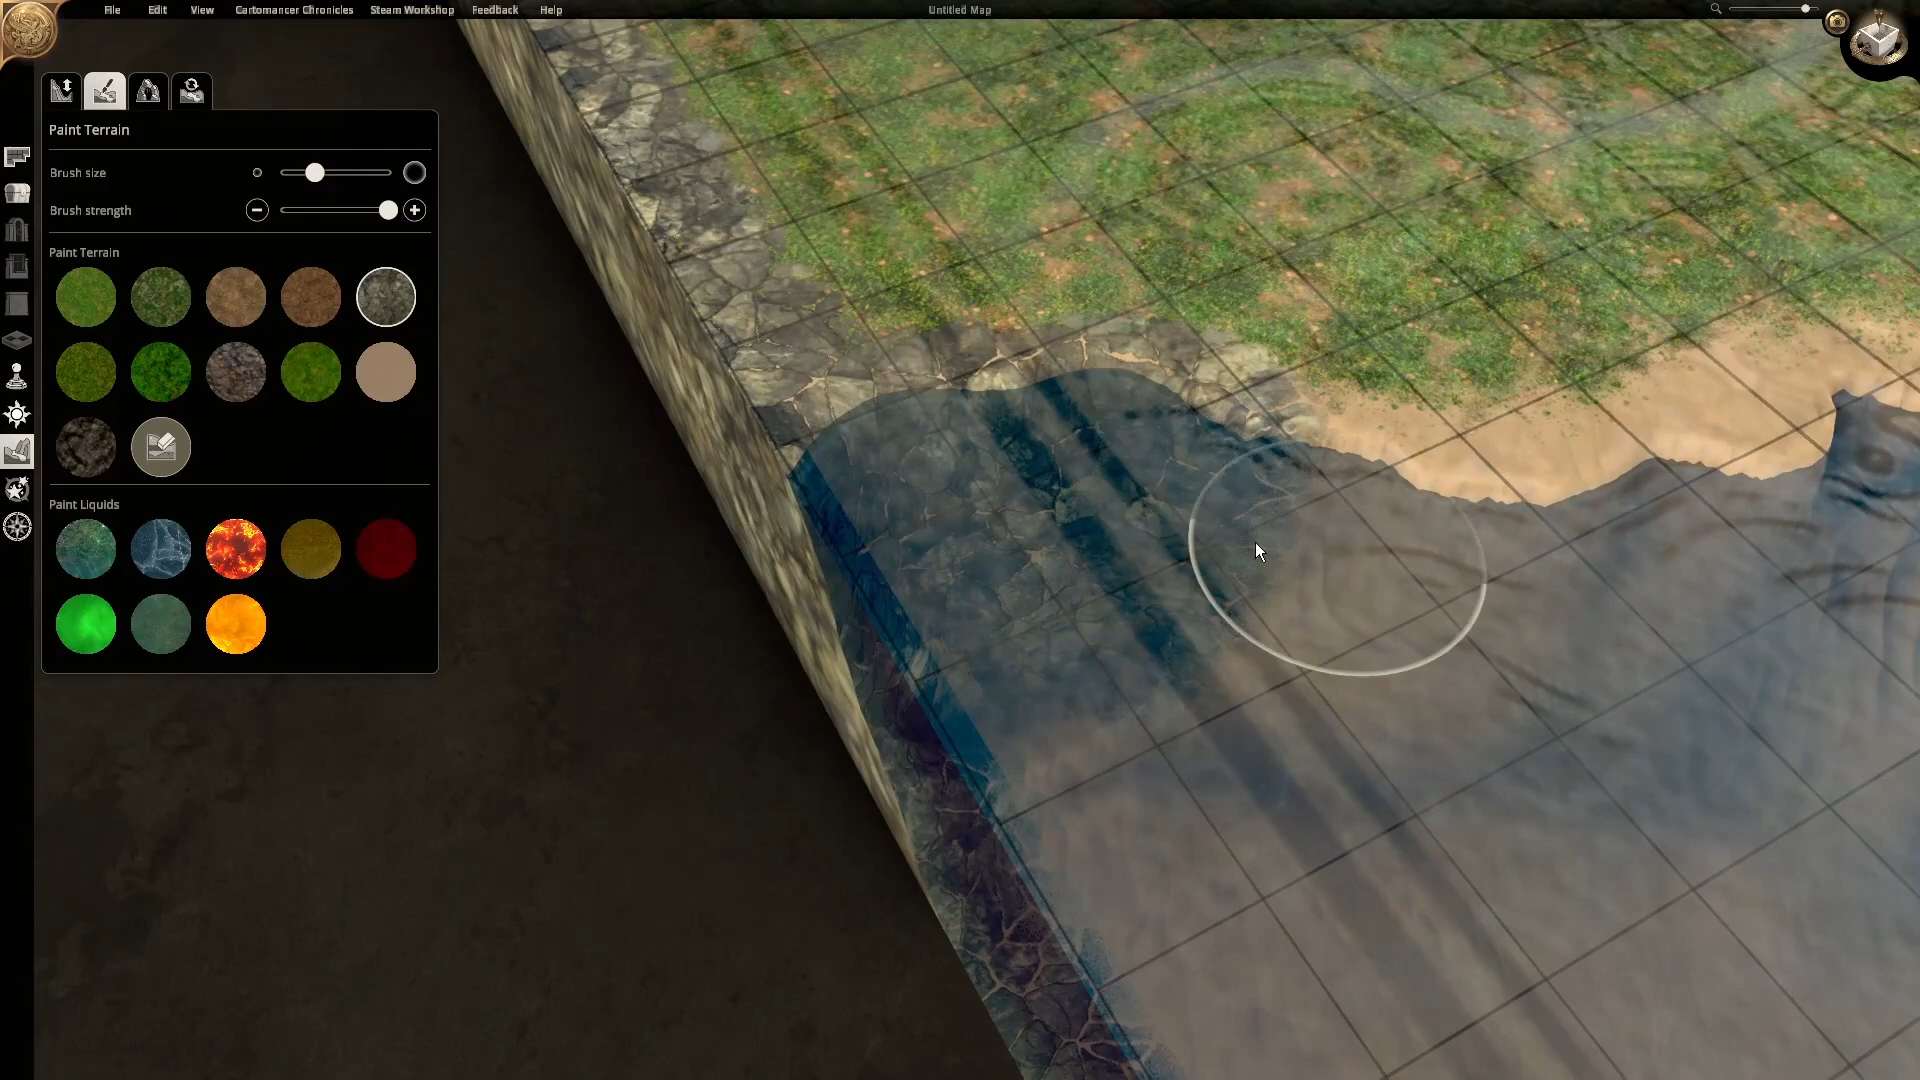 File Edit View Cartomancer Chronicles Steam Workshop Feedback Help Untitled Map
Paint Terrain
Brush size
Brush strength
Paint Terrain
Paint Liquids